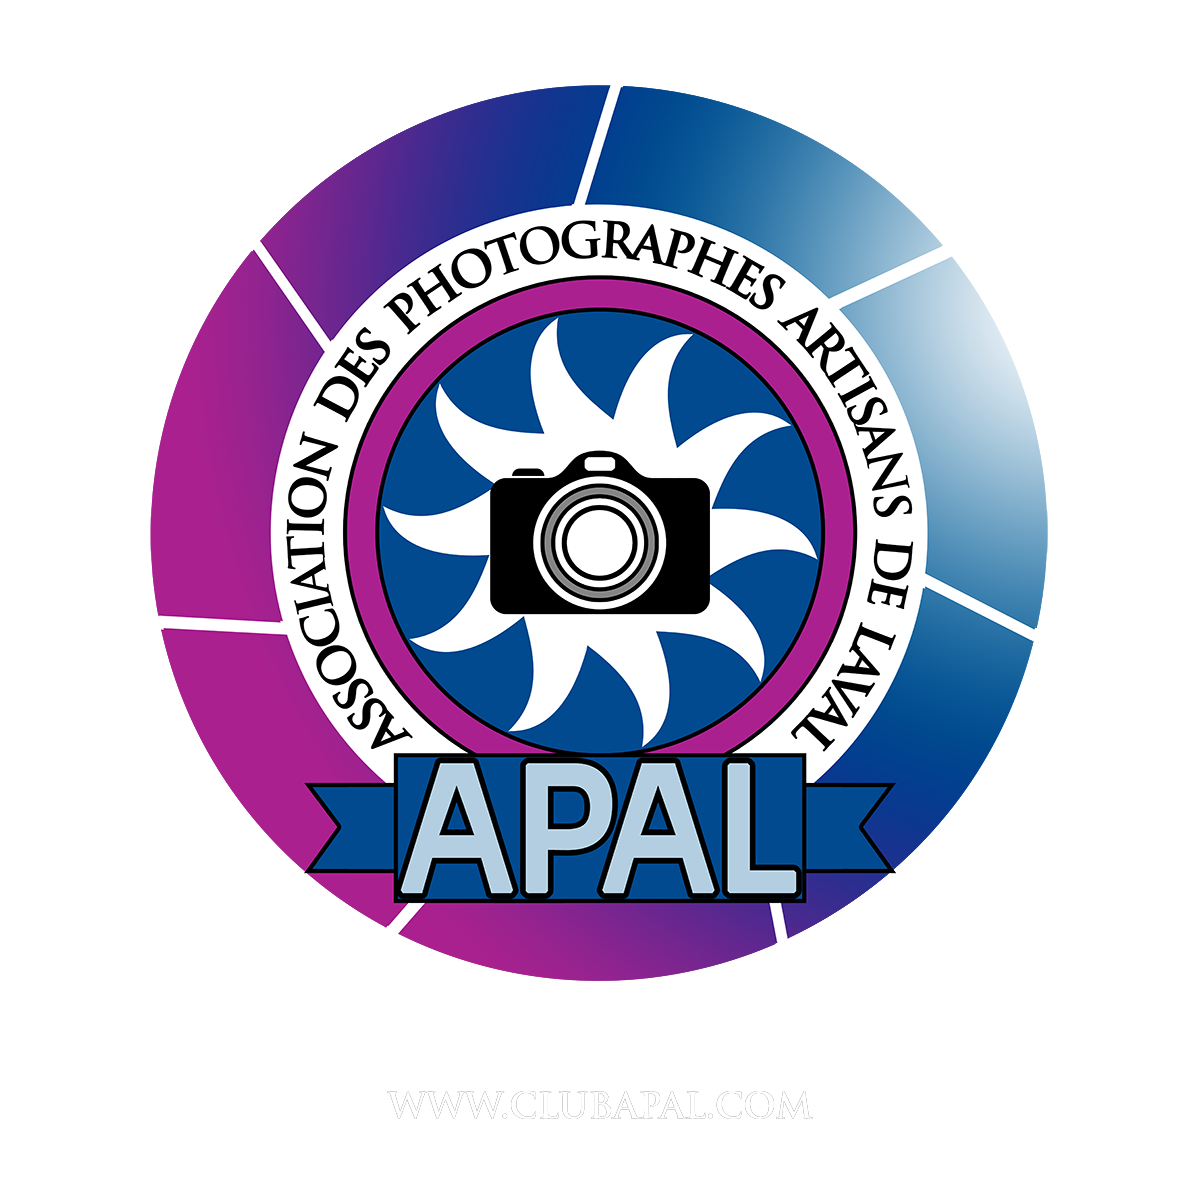 ASSOCIATION DES PHOTOGRAPHES ARTISANS DE LAVAL
APAL
WWW.CLUBAPAL.COM